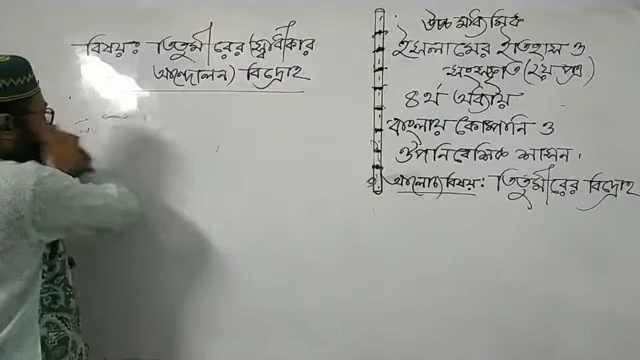 বিষয়: তিতুমীরের (স্বাধীকার
আন্দোলন) বিদ্রোহ
উচ্চ মাধ্যমিক
ইসলামের ইতিহাস ও
সংস্কৃতি (২য় পত্র)
৪র্থ অধ্যায়
বাংলায় কোম্পানি ও
ঔপনিবেশিক শাসন।
আলোচ্য বিষয়: তিতুমীরের বিদ্রোহ